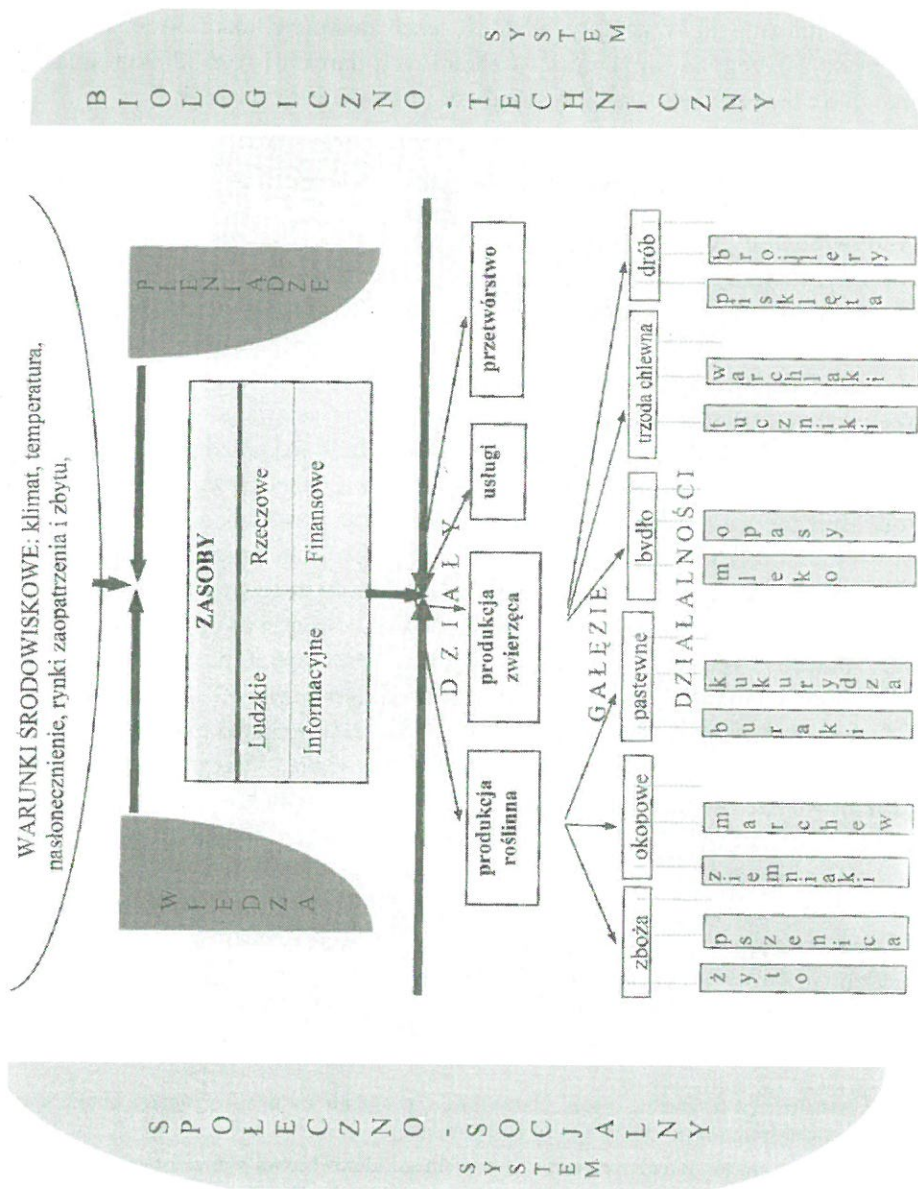 WARUNKI ŚRODOWISKOWE: klimat, temperatura,
nasłonecznienie, rynki zaopatrzenia i zbytu,
SPOŁECZNO-SOCJALNY
SYSTEM
WIEDZA
PIENIĄDZE
BIOLOGICZNO-TECHNICZNY
SYSTEM
ZASOBY
Ludzkie Rzeczowe
Informacyjne Finansowe
DZIAŁY
produkcja
roślinna
produkcja
zwierzęca
usługi
przetwórstwo
GAŁĘZIE
zboża okopowe pastewne bydło trzoda chlewna drób
DZIAŁALNOŚCI
żyto
pszenica
ziemniaki
marchew
buraki
kukurydza
mleko
opasy
tuczniki
warchlaki
pisklęta
brojlery